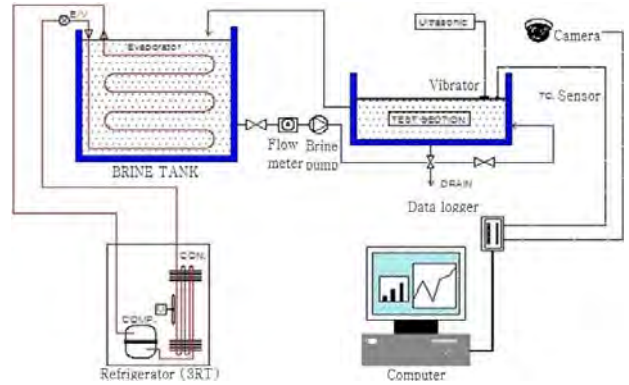 E/V
Evaporator
BRINE TANK
Flow
meter
Brine
pump
Ultrasonic
Vibrator
Camera
TC. Sensor
TEST SECTION
DRAIN
Data logger
CON.
COMP.
Refrigerator (3RT)
Computer